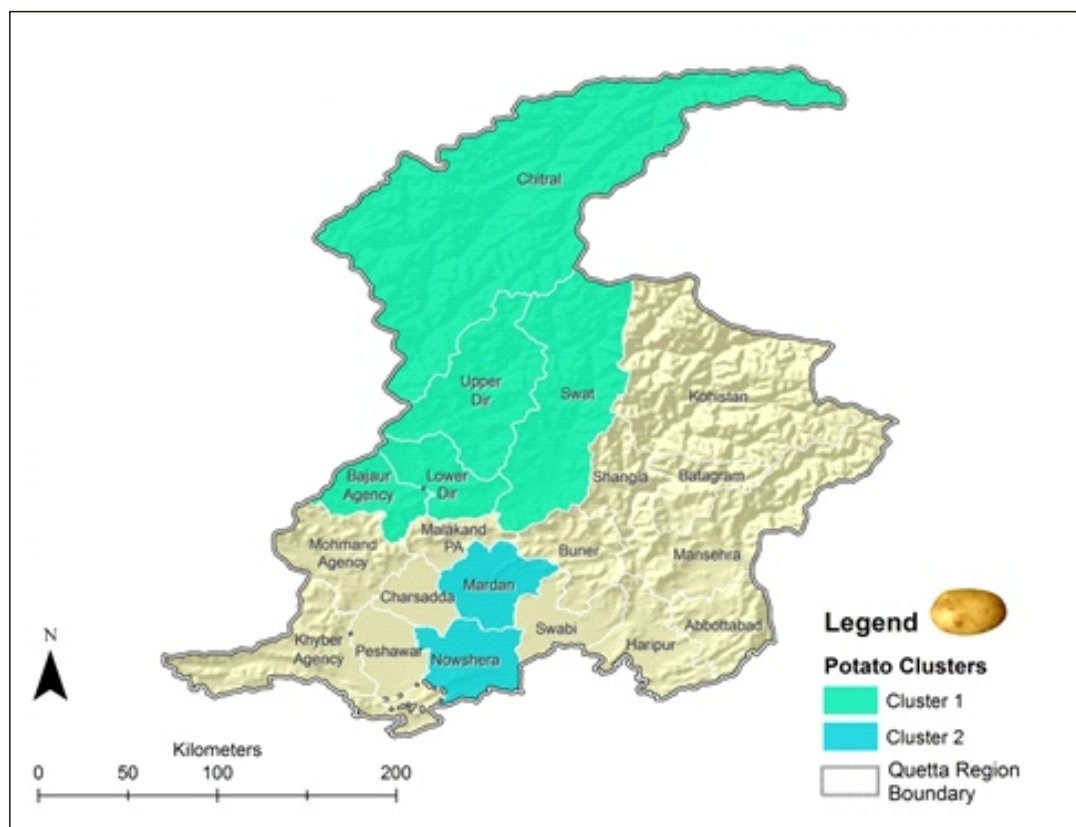 Chitral
Upper
Dir
Swat
Kohistan
Bajaur
Agency
Lower
Dir
Shangla
Batagram
Mohmand
Agency
Malakand
PA
Buner
Mansehra
Charsadda
Mardan
Khyber
Agency
Peshawar
Nowshera
Swabi
Haripur
Abbottabad
N
Kilometers
0 50 100 200
Legend
Potato Clusters
Cluster 1
Cluster 2
Quetta Region
Boundary